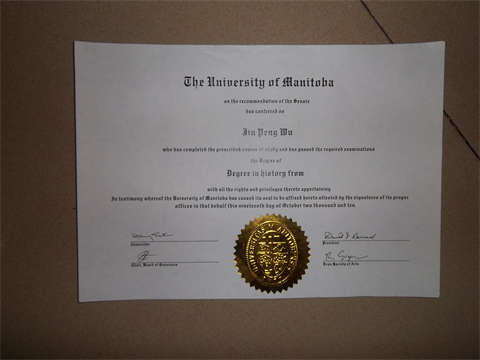 The University of Manitoba
on the recommendation of the Senate
has conferred on
Jin Peng Wu
who has completed the prescribed course of study and has passed the required examinations
the Degree of
Degree in history from
with all the rights and privileges thereto appertaining
In testimony whereof the University of Manitoba has caused its seal to be affixed hereto attested by the signatures of its proper
officers in that behalf this nineteenth day of October two thousand and ten
Chancellor
President
Chair, Board of Governors
Dean Faculty of Arts